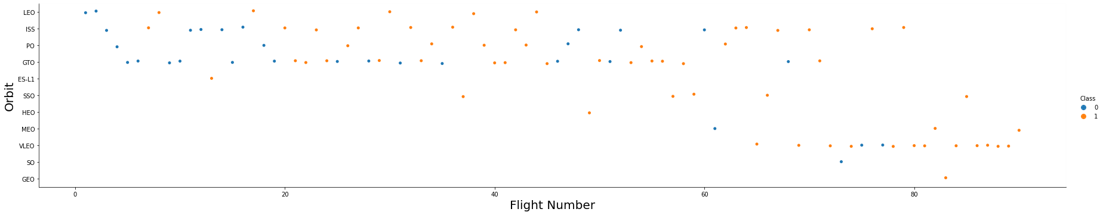 LEO
ISS
PO
GTO
ES-L1
SSO
HEO
MEO
VLEO
SO
GEO
Orbit
0
20
40
60
80
Flight Number
Class
0
1